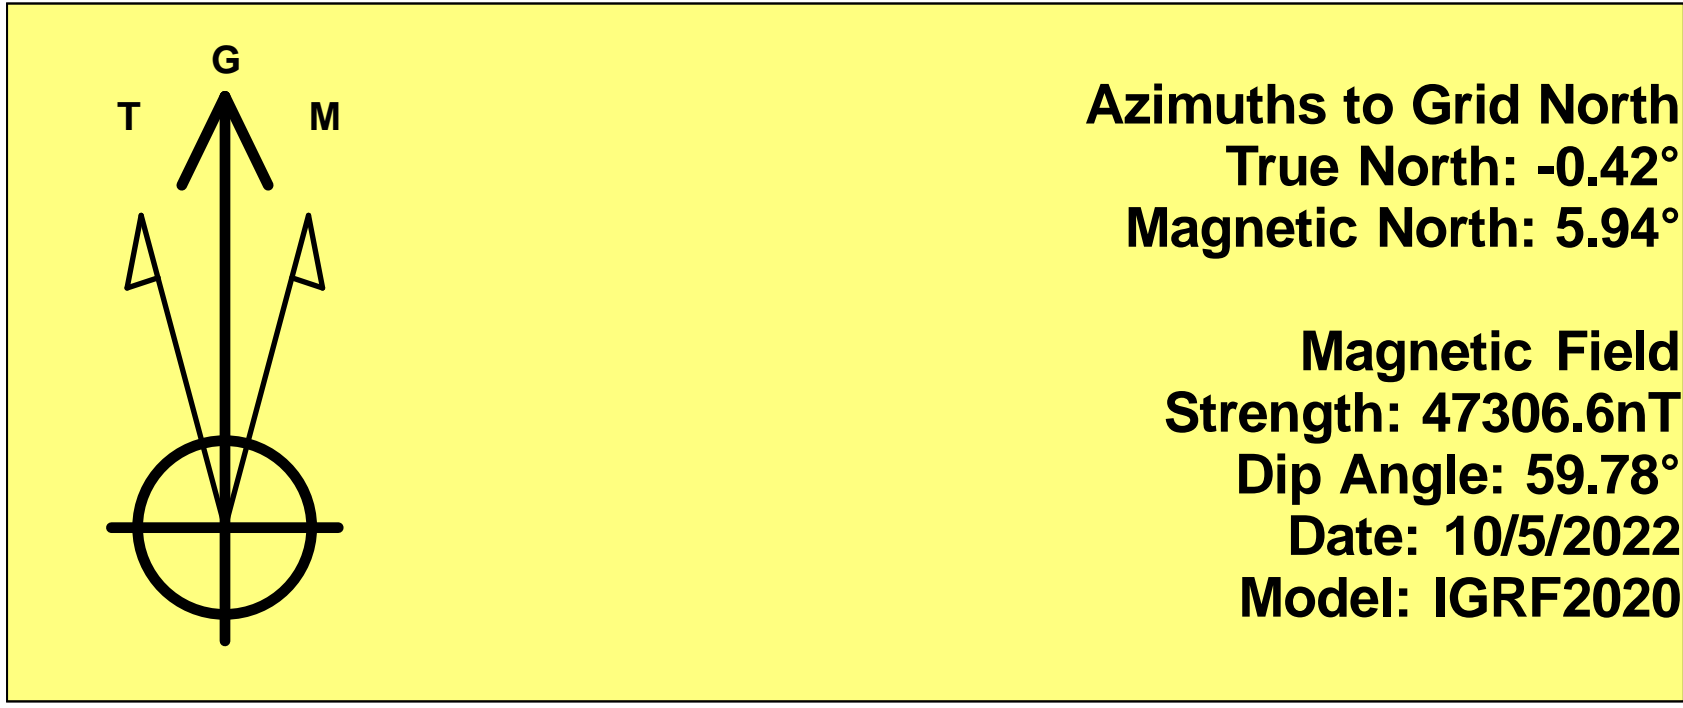 G
T M
Azimuths to Grid North
True North: -0.42°
Magnetic North: 5.94°
Magnetic Field
Strength: 47306.6nT
Dip Angle: 59.78°
Date: 10/5/2022
Model: IGRF2020